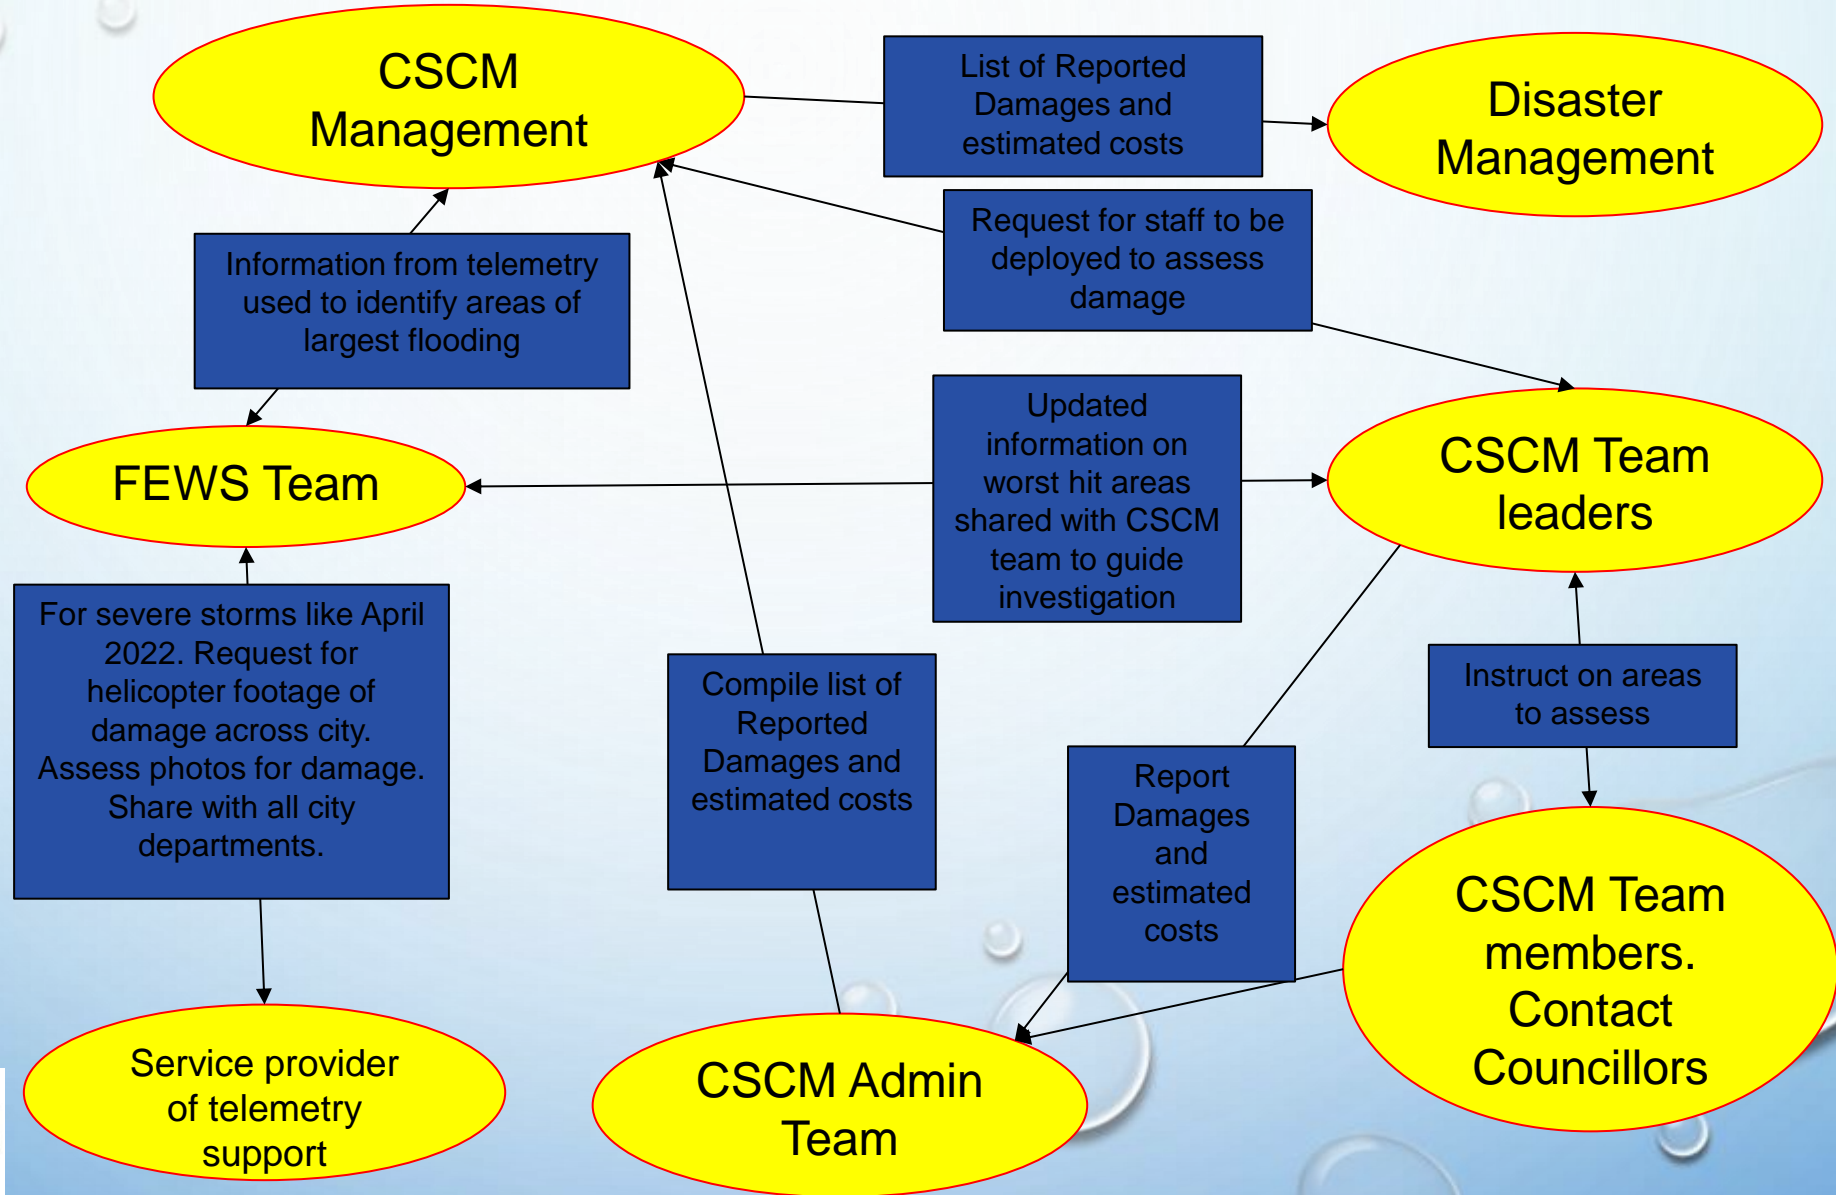 CSCM
Management
List of Reported
Damages and
estimated costs
Disaster
Management
Request for staff to be
deployed to assess
damage
Information from telemetry
used to identify areas of
largest flooding
Updated
information on
worst hit areas
shared with CSCM
team to guide
investigation
FEWS Team
CSCM Team
leaders
For severe storms like April
2022. Request for
helicopter footage of
damage across city.
Assess photos for damage.
Share with all city
departments.
Compile list of
Reported
Damages and
estimated costs
Instruct on areas
to assess
Report
Damages
and
estimated
costs
CSCM Team
members.
Contact
Councillors
Service provider
of telemetry
support
CSCM Admin
Team